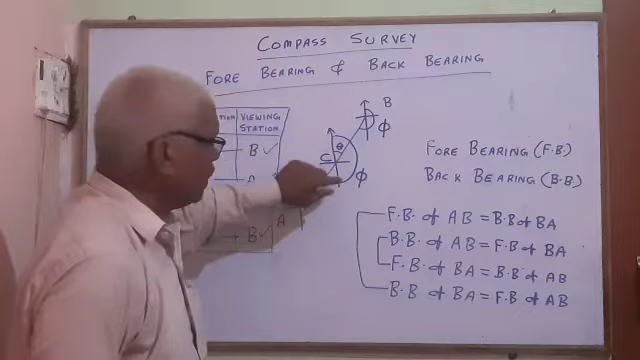 COMPASS SURVEY
FORE BEARING & BACK BEARING
VIEWING
STATION
B ✓
B ✓
A
B
θ
ϕ
C
ϕ
FORE BEARING (F.B.)
BACK BEARING (B.B)
F.B. of AB = B.B of BA
B.B. of AB = F.B of BA
F.B. of BA = B.B of AB
B.B of BA = F.B of AB